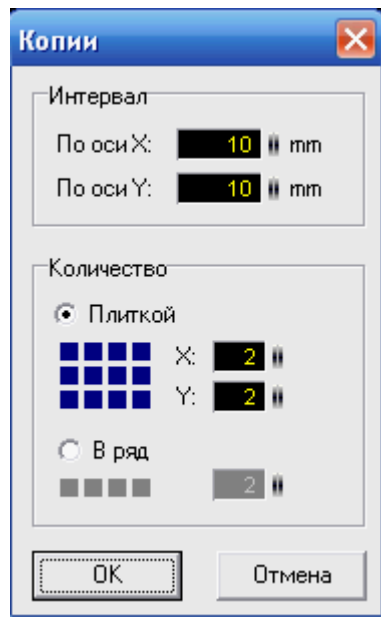 Копии
Интервал
По оси X: 10 mm
По оси Y: 10 mm
Количество
Плиткой
X: 2
Y: 2
В ряд
2
OK
Отмена